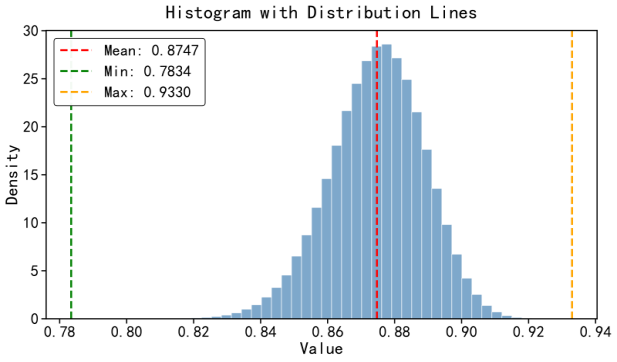 Histogram with Distribution Lines
Mean: 0.8747
Min: 0.7834
Max: 0.9330
Density
30
25
20
15
10
5
0
0.78 0.80 0.82 0.84 0.86 0.88 0.90 0.92 0.94
Value